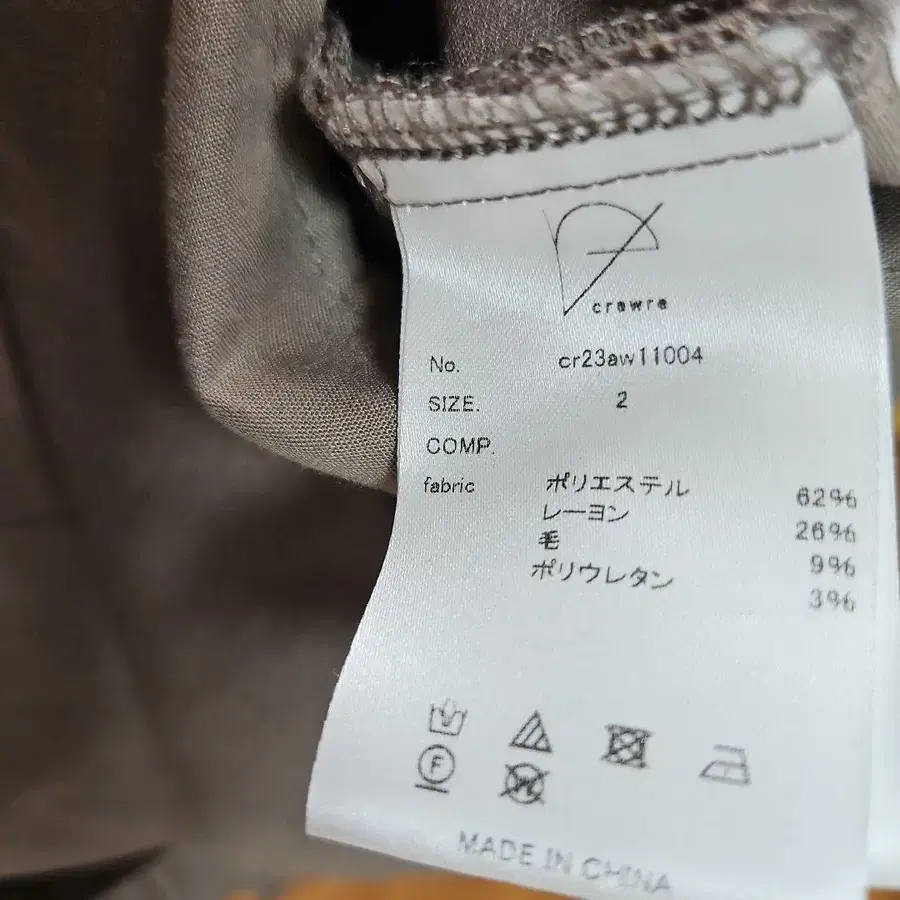 crewre
No. cr23aw11004
SIZE. 2
COMP.
fabric ポリエステル 62%
レーヨン 26%
毛 9%
ポリウレタン 3%
F
W
MADE IN CHINA